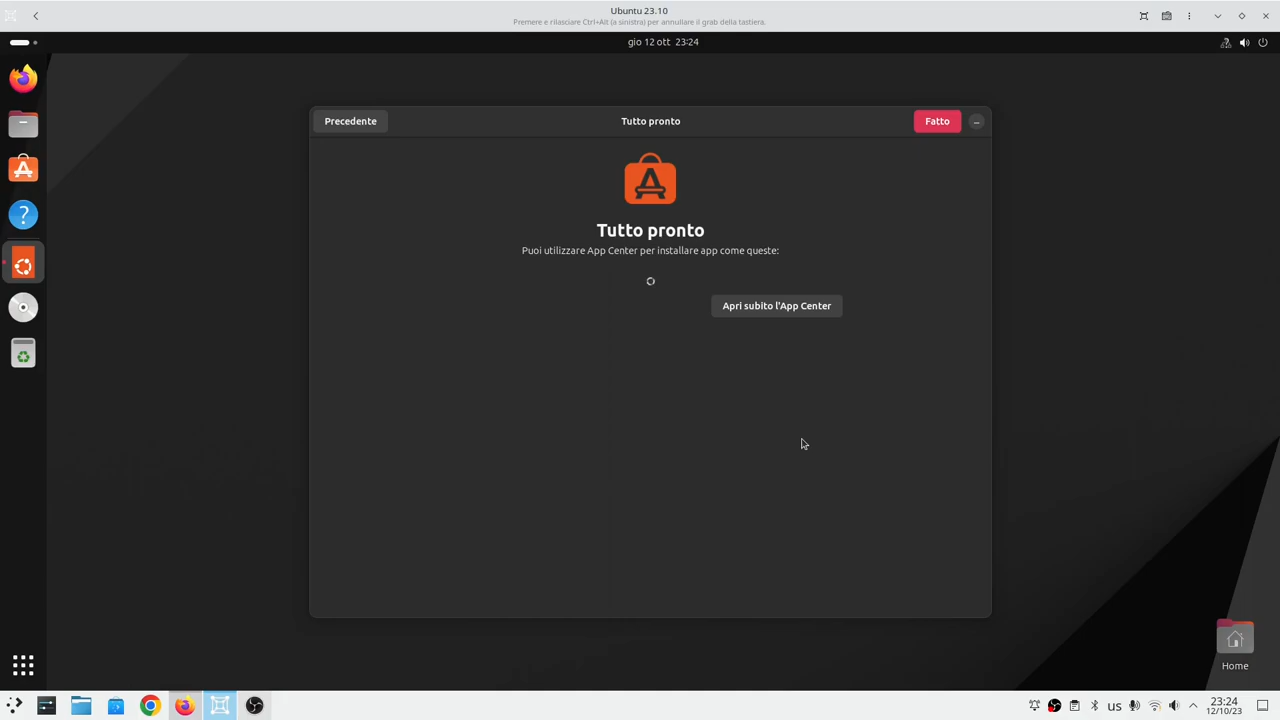 Ubuntu 23.10
Premere e rilasciare Ctrl+Alt (a sinistra) per annullare il grab della tastiera.
gio 12 ott 23:24
Precedente
Tutto pronto
Fatto
Tutto pronto
Puoi utilizzare App Center per installare app come queste:
Apri subito l'App Center
Home
us
23:24
12/10/23